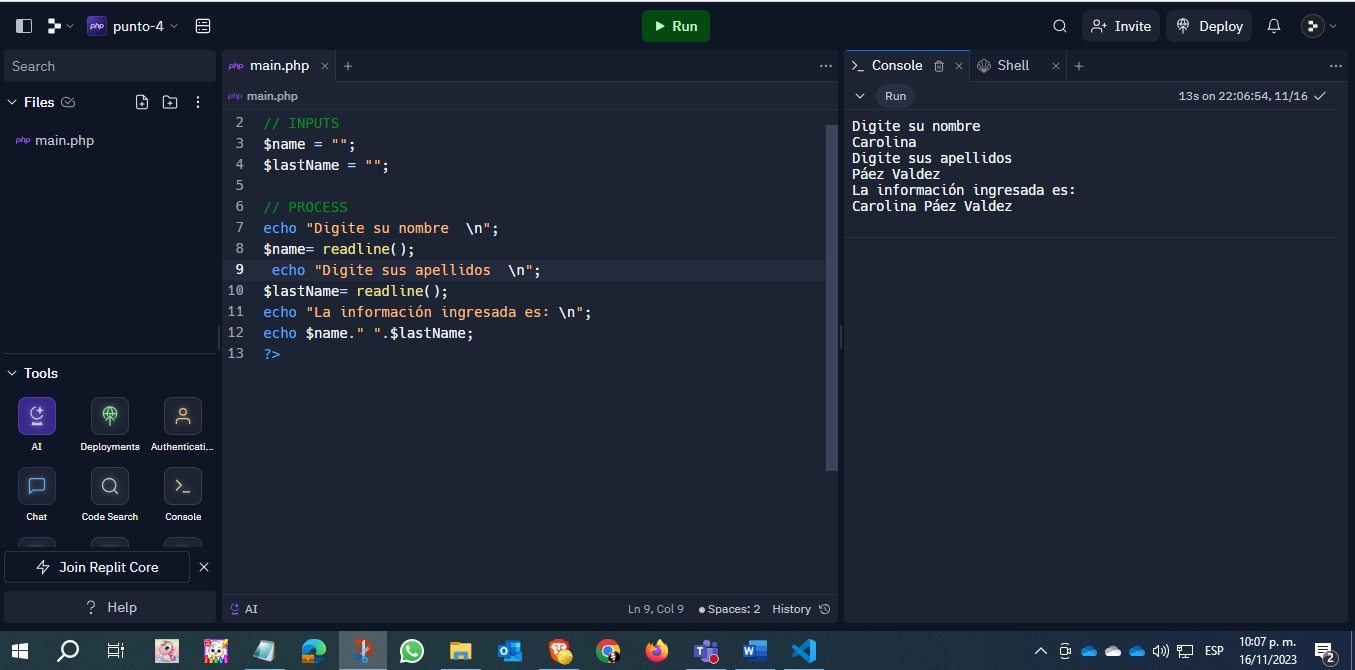 php punto-4
Run
Invite
Deploy
Search
Files
php main.php
Tools
AI
Deployments
Authenticati...
Chat
Code Search
Console
Join Replit Core
? Help
php main.php
php main.php
2 // INPUTS
3 $name = "";
4 $lastName = "";
5
6 // PROCESS
7 echo "Digite su nombre  \n";
8 $name= readline();
9  echo "Digite sus apellidos  \n";
10 $lastName= readline();
11 echo "La información ingresada es: \n";
12 echo $name." ".$lastName;
13 ?>
AI
Ln 9, Col 9
Spaces: 2
History
Console
Shell
Run
13s on 22:06:54, 11/16
Digite su nombre
Carolina
Digite sus apellidos
Páez Valdez
La información ingresada es:
Carolina Páez Valdez
ESP
10:07 p. m.
16/11/2023
2